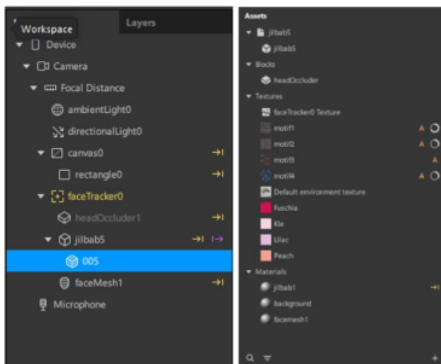 Workspace
Layers
Device
Camera
Focal Distance
ambientLight0
directionalLight0
canvas0
rectangle0
faceTracker0
headOccluder1
jilbab5
005
faceMesh1
Microphone
Assets
jilbab5
jilbab5
Blocks
headOccluder
Textures
faceTracker0 Texture
motif1
A
motif2
A
motif3
A
motif4
A
Default environment texture
Fuschia
Kle
Lilac
Peach
Materials
jilbab1
background
facemesh1